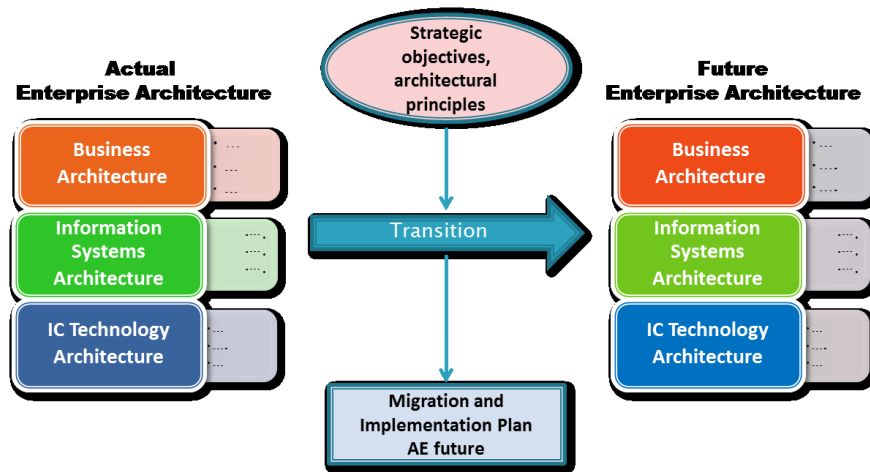 Strategic
objectives,
architectural
principles
Actual
Enterprise Architecture
Future
Enterprise Architecture
Business
Architecture
Information
Systems
Architecture
IC Technology
Architecture
Transition
Business
Architecture
Information
Systems
Architecture
IC Technology
Architecture
Migration and
Implementation Plan
AE future